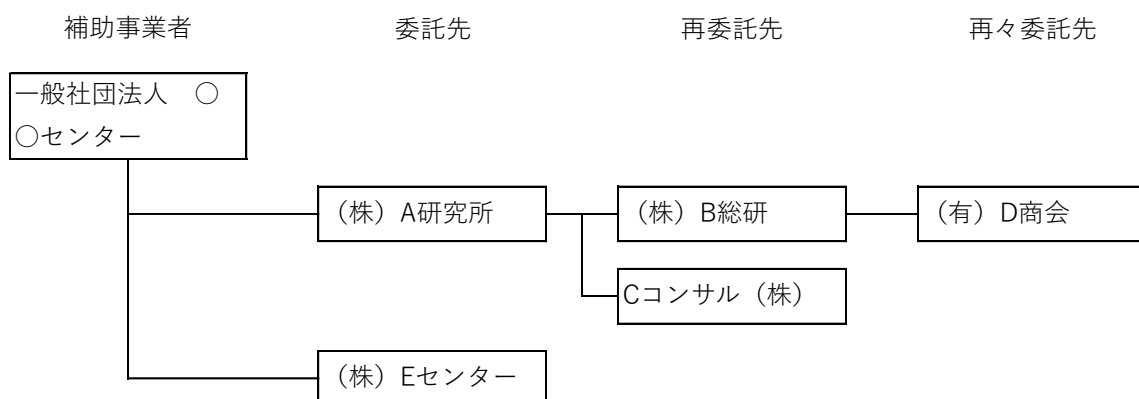 補助事業者
委託先
再委託先
再々委託先
一般社団法人　○
○センター
（株）A研究所
（株）B総研
（有）D商会
Cコンサル（株）
（株）Eセンター